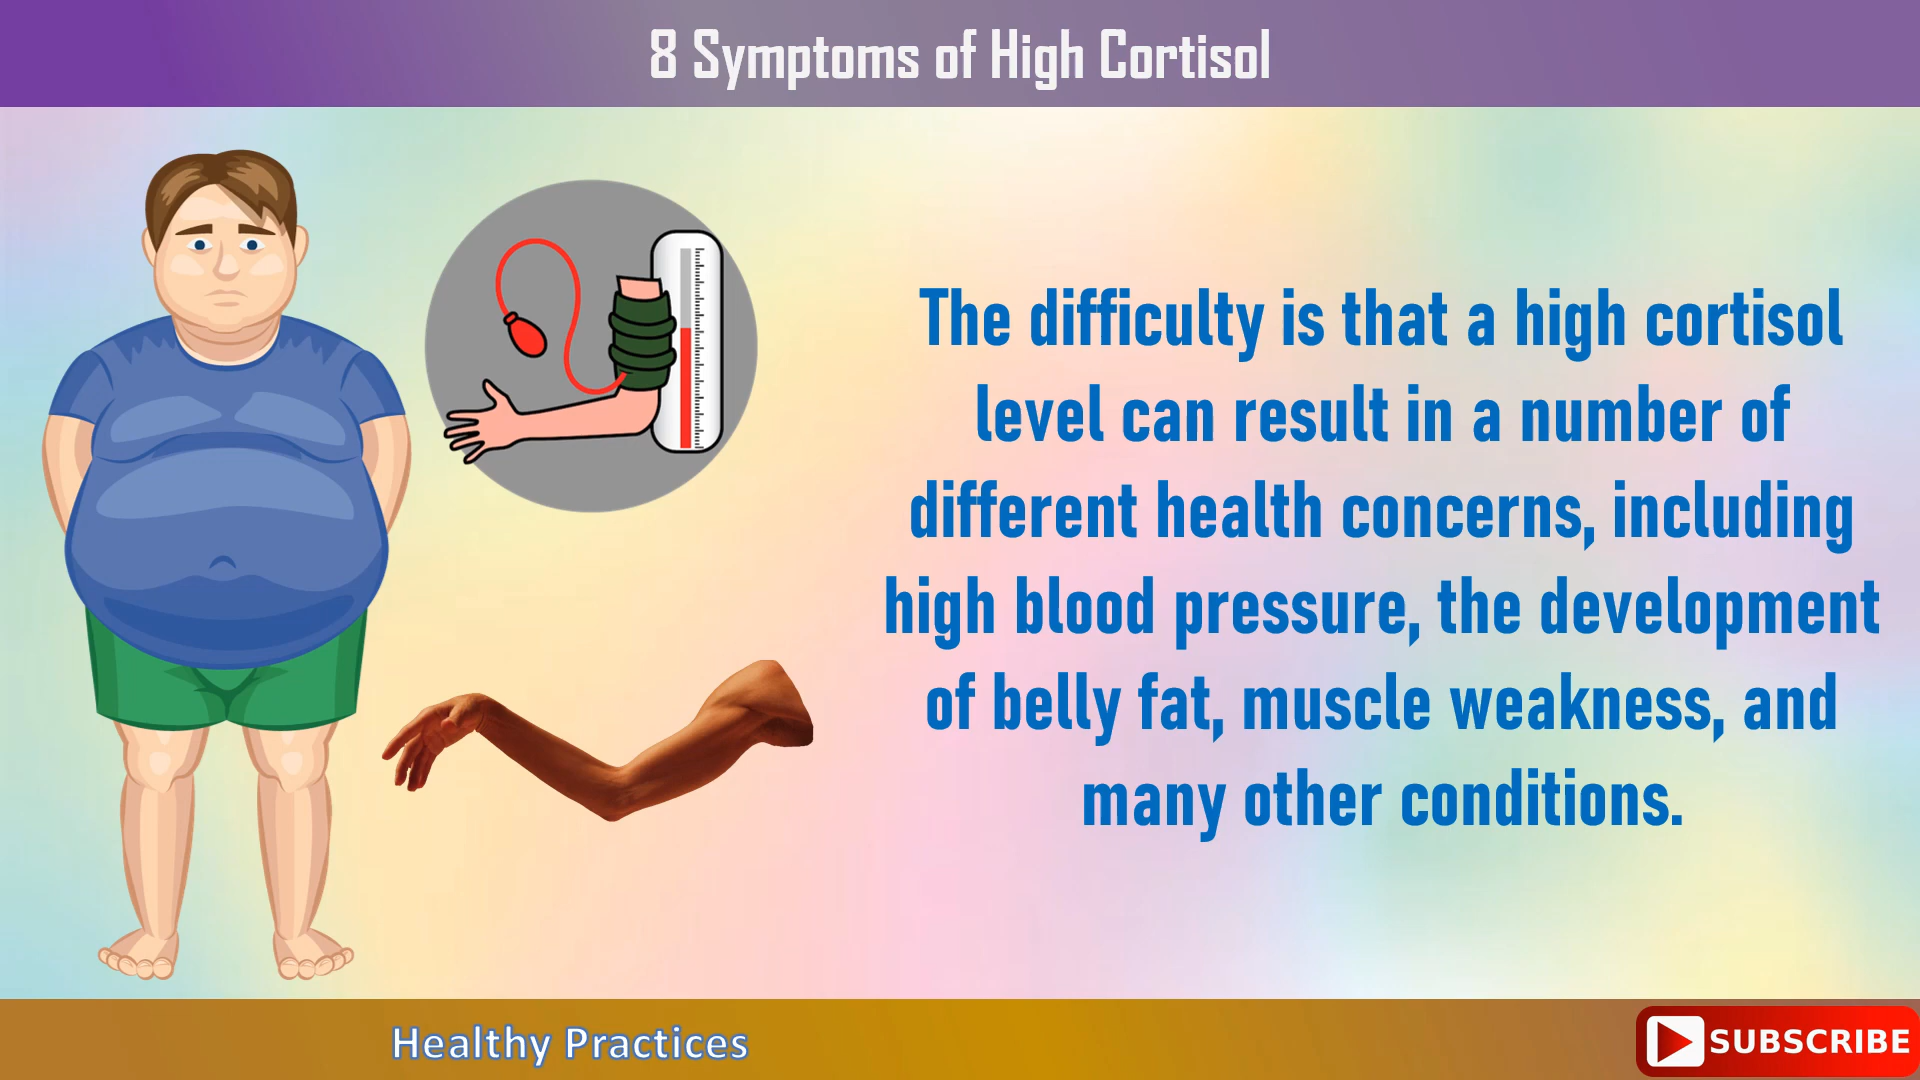 8 Symptoms of High Cortisol
The difficulty is that a high cortisol
level can result in a number of
different health concerns, including
high blood pressure, the development
of belly fat, muscle weakness, and
many other conditions.
Healthy Practices
SUBSCRIBE